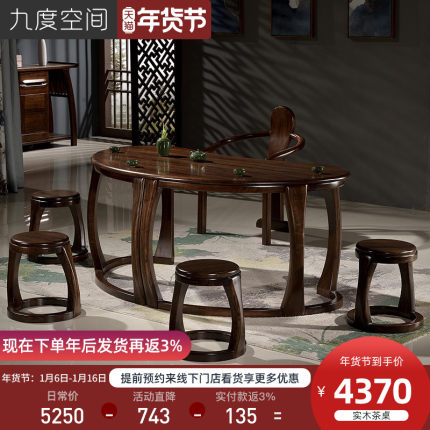 九度空间 天猫 年货节
现在下单年后发货再返3%
年货节：1月6日-1月16日 提前预约来线下门店看货享更多优惠
日常价 活动直降 实付款返3%
5250 - 743 - 135 =
年货节到手价
¥4370
实木茶桌